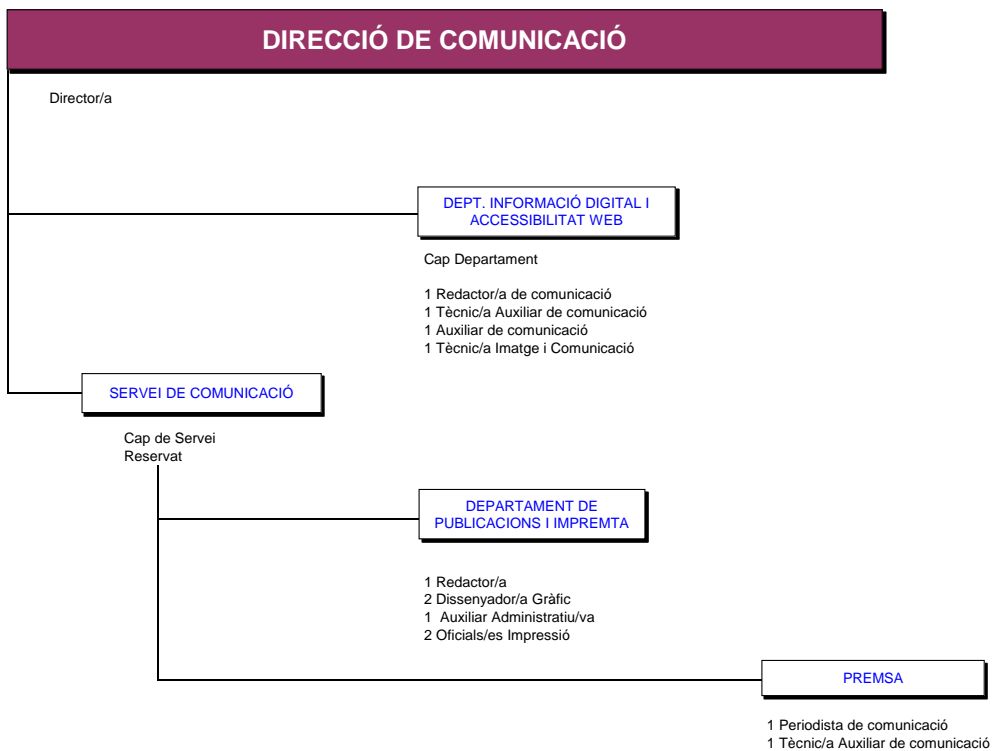 DIRECCIÓ DE COMUNICACIÓ
Director/a
DEPT. INFORMACIÓ DIGITAL I
ACCESSIBILITAT WEB
Cap Departament
1 Redactor/a de comunicació
1 Tècnic/a Auxiliar de comunicació
1 Auxiliar de comunicació
1 Tècnic/a Imatge i Comunicació
SERVEI DE COMUNICACIÓ
Cap de Servei
Reservat
DEPARTAMENT DE
PUBLICACIONS I IMPREMTA
1 Redactor/a
2 Dissenyador/a Gràfic
1 Auxiliar Administratiu/va
2 Oficials/es Impressió
PREMSA
1 Periodista de comunicació
1 Tècnic/a Auxiliar de comunicació